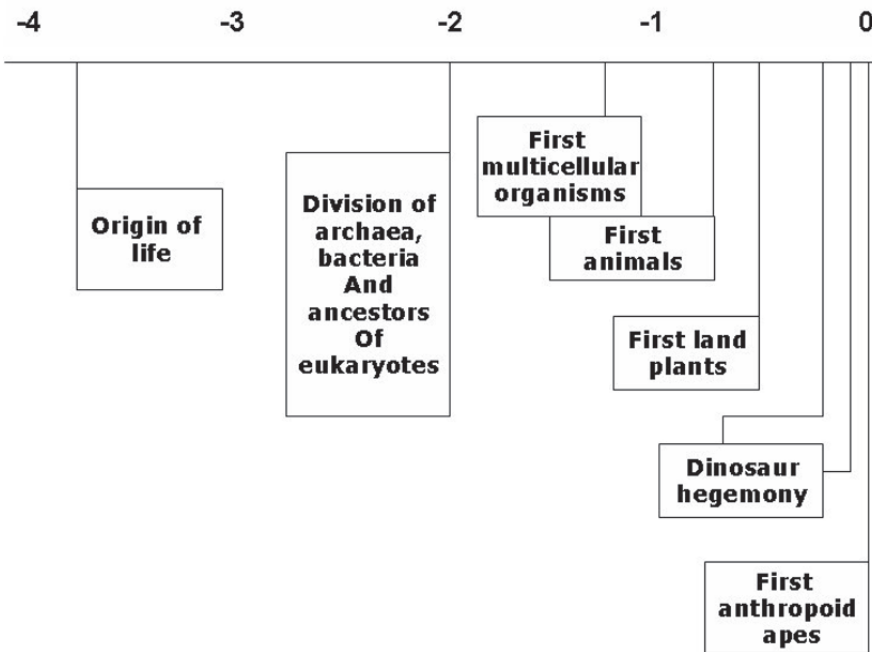 -4 -3 -2 -1 0
First
multicellular
organisms
Origin of
life
Division of
archaea,
bacteria
And
ancestors
Of
eukaryotes
First
animals
First land
plants
Dinosaur
hegemony
First
anthropoid
apes